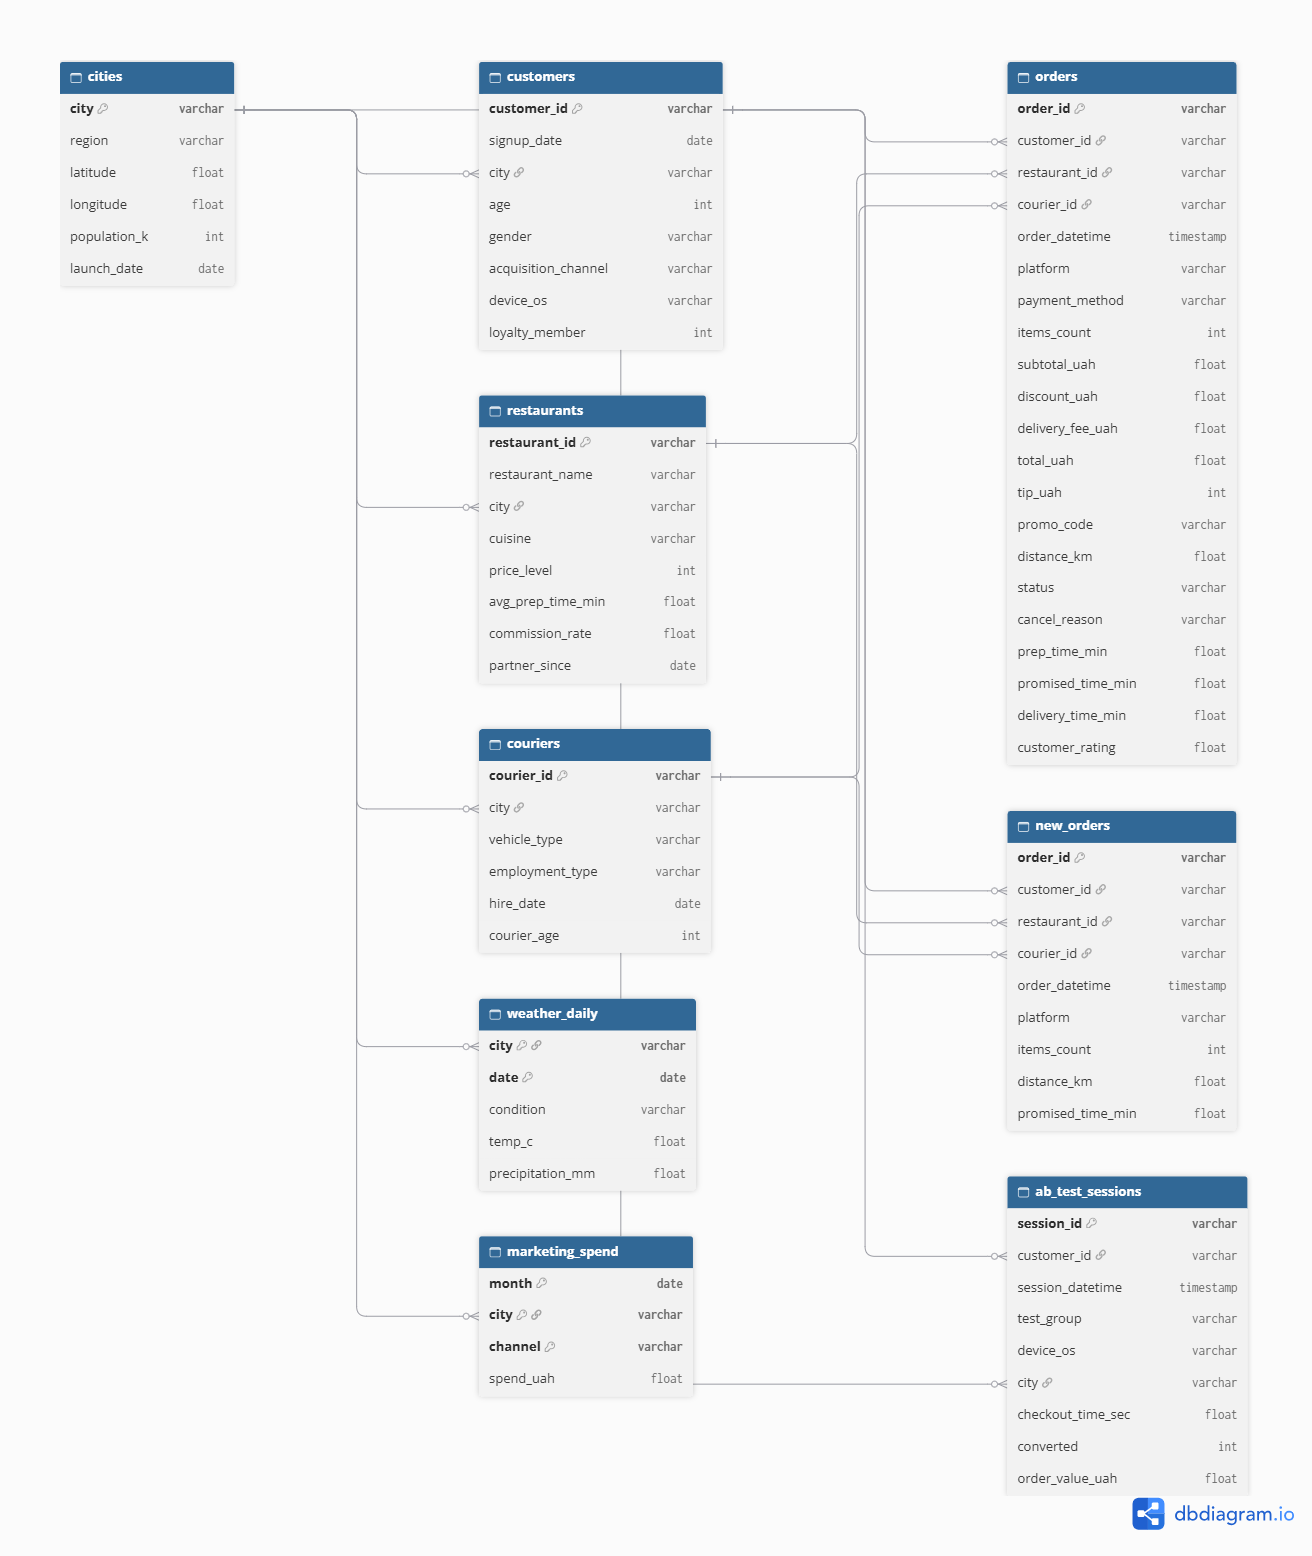 cities
city varchar
region varchar
latitude float
longitude float
population_k int
launch_date date
customers
customer_id varchar
signup_date date
city varchar
age int
gender varchar
acquisition_channel varchar
device_os varchar
loyalty_member int
restaurants
restaurant_id varchar
restaurant_name varchar
city varchar
cuisine varchar
price_level int
avg_prep_time_min float
commission_rate float
partner_since date
couriers
courier_id varchar
city varchar
vehicle_type varchar
employment_type varchar
hire_date date
courier_age int
weather_daily
city varchar
date date
condition varchar
temp_c float
precipitation_mm float
marketing_spend
month date
city varchar
channel varchar
spend_uah float
orders
order_id varchar
customer_id varchar
restaurant_id varchar
courier_id varchar
order_datetime timestamp
platform varchar
payment_method varchar
items_count int
subtotal_uah float
discount_uah float
delivery_fee_uah float
total_uah float
tip_uah int
promo_code varchar
distance_km float
status varchar
cancel_reason varchar
prep_time_min float
promised_time_min float
delivery_time_min float
customer_rating float
new_orders
order_id varchar
customer_id varchar
restaurant_id varchar
courier_id varchar
order_datetime timestamp
platform varchar
items_count int
distance_km float
promised_time_min float
ab_test_sessions
session_id varchar
customer_id varchar
session_datetime timestamp
test_group varchar
device_os varchar
city varchar
checkout_time_sec float
converted int
order_value_uah float
dbdiagram.io